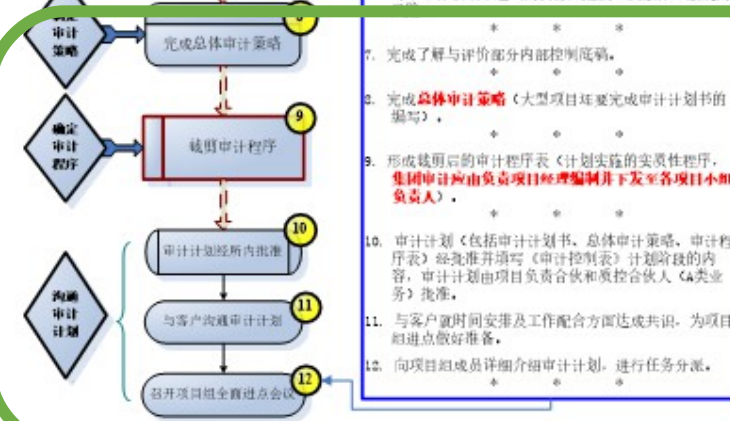 审计
策略
完成总体审计策略
确定
审计
程序
9
裁剪审计程序
10
审计计划经所内批准
沟通
审计
计划
11
与客户沟通审计计划
12
召开项目组全面进点会议
* * *
7. 完成了解与评价部分内部控制底稿。
* * *
8. 完成总体审计策略（大型项目还要完成审计计划书的
编写）。
* * *
9. 形成裁剪后的审计程序表（计划实施的实质性程序，
集团审计应由负责项目经理编制并下发至各项目小组
负责人）。
* * *
10. 审计计划（包括审计计划书、总体审计策略、审计程
序表）经批准并填写《审计控制表》计划阶段的内
容，审计计划由项目负责合伙和质控合伙人（A类业
务）批准。
11. 与客户就时间安排及工作配合方面达成共识，为项目
组进点做好准备。
12. 向项目组成员详细介绍审计计划，进行任务分派。
* * *